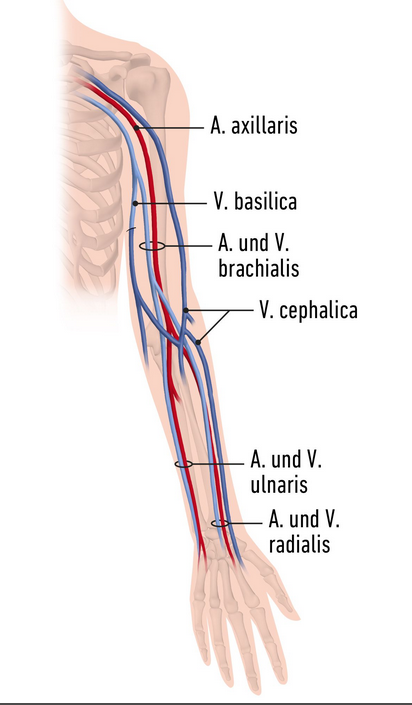 A. axillaris
V. basilica
A. und V.
brachialis
V. cephalica
A. und V.
ulnaris
A. und V.
radialis